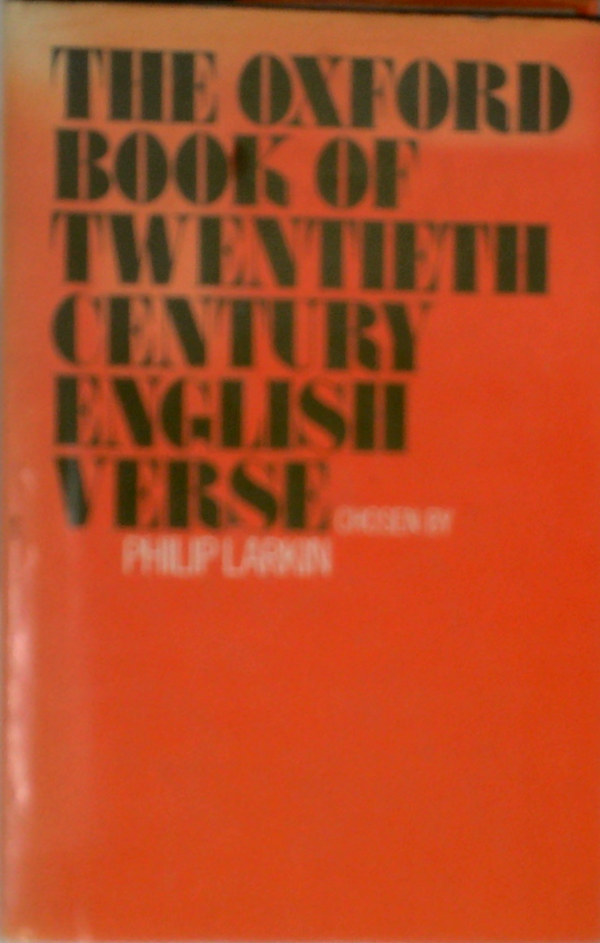 THE OXFORD
BOOK OF
TWENTIETH
CENTURY
ENGLISH
VERSE CHOSEN BY
PHILIP LARKIN